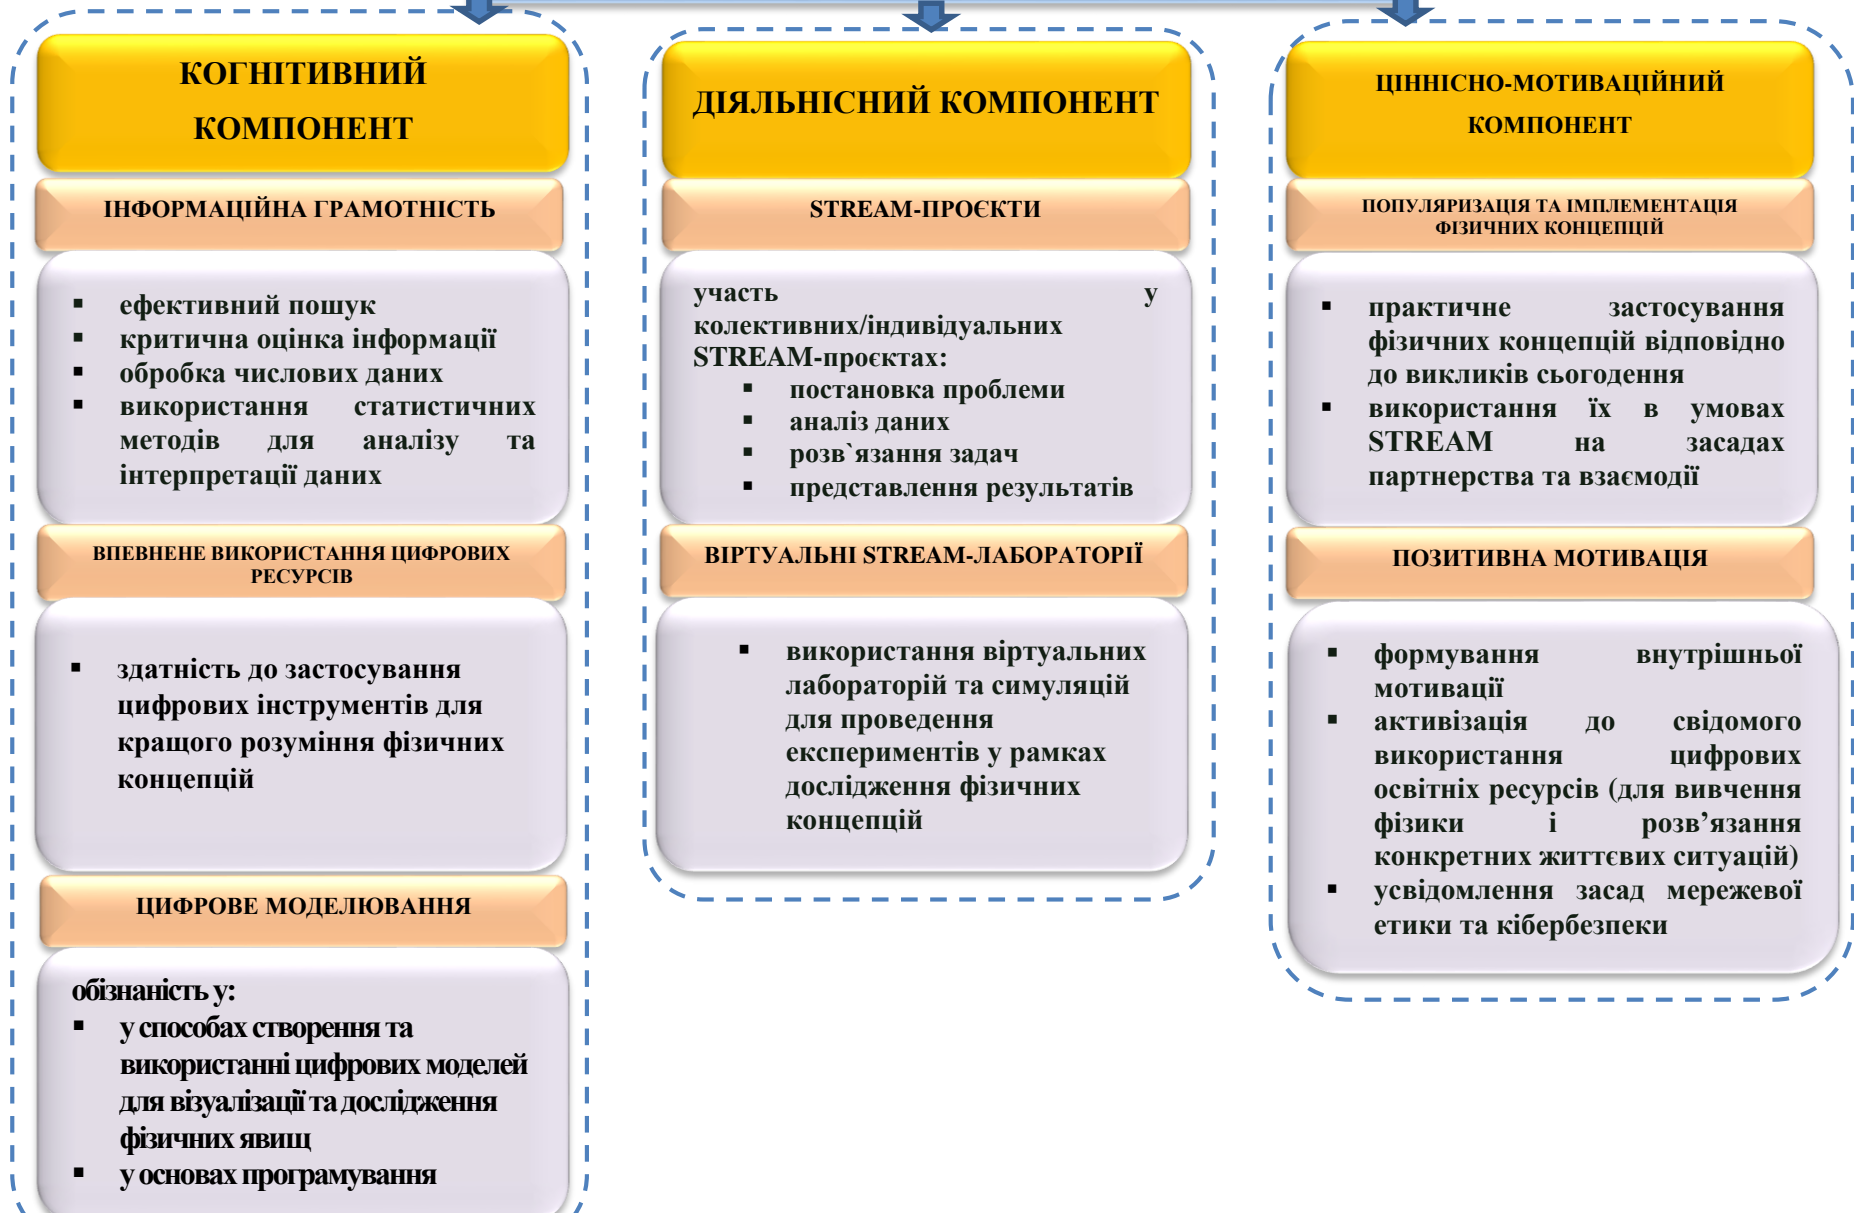 КОГНІТИВНИЙ
КОМПОНЕНТ
ІНФОРМАЦІЙНА ГРАМОТНІСТЬ
▪ ефективний пошук
▪ критична оцінка інформації
▪ обробка числових даних
▪ використання статистичних
методів для аналізу та
інтерпретації даних
ВПЕВНЕНЕ ВИКОРИСТАННЯ ЦИФРОВИХ
РЕСУРСІВ
▪ здатність до застосування
цифрових інструментів для
кращого розуміння фізичних
концепцій
ЦИФРОВЕ МОДЕЛЮВАННЯ
обізнаність у:
▪ у способах створення та
використанні цифрових моделей
для візуалізації та дослідження
фізичних явищ
▪ у основах програмування
ДІЯЛЬНІСНИЙ КОМПОНЕНТ
STREAM-ПРОЄКТИ
участь у
колективних/індивідуальних
STREAM-проєктах:
▪ постановка проблеми
▪ аналіз даних
▪ розв`язання задач
▪ представлення результатів
ВІРТУАЛЬНІ STREAM-ЛАБОРАТОРІЇ
▪ використання віртуальних
лабораторій та симуляцій
для проведення
експериментів у рамках
дослідження фізичних
концепцій
ЦІННІСНО-МОТИВАЦІЙНИЙ
КОМПОНЕНТ
ПОПУЛЯРИЗАЦІЯ ТА ІМПЛЕМЕНТАЦІЯ
ФІЗИЧНИХ КОНЦЕПЦІЙ
▪ практичне застосування
фізичних концепцій відповідно
до викликів сьогодення
▪ використання їх в умовах
STREAM на засадах
партнерства та взаємодії
ПОЗИТИВНА МОТИВАЦІЯ
▪ формування внутрішньої
мотивації
▪ активізація до свідомого
використання цифрових
освітніх ресурсів (для вивчення
фізики і розв’язання
конкретних життєвих ситуацій)
▪ усвідомлення засад мережевої
етики та кібербезпеки